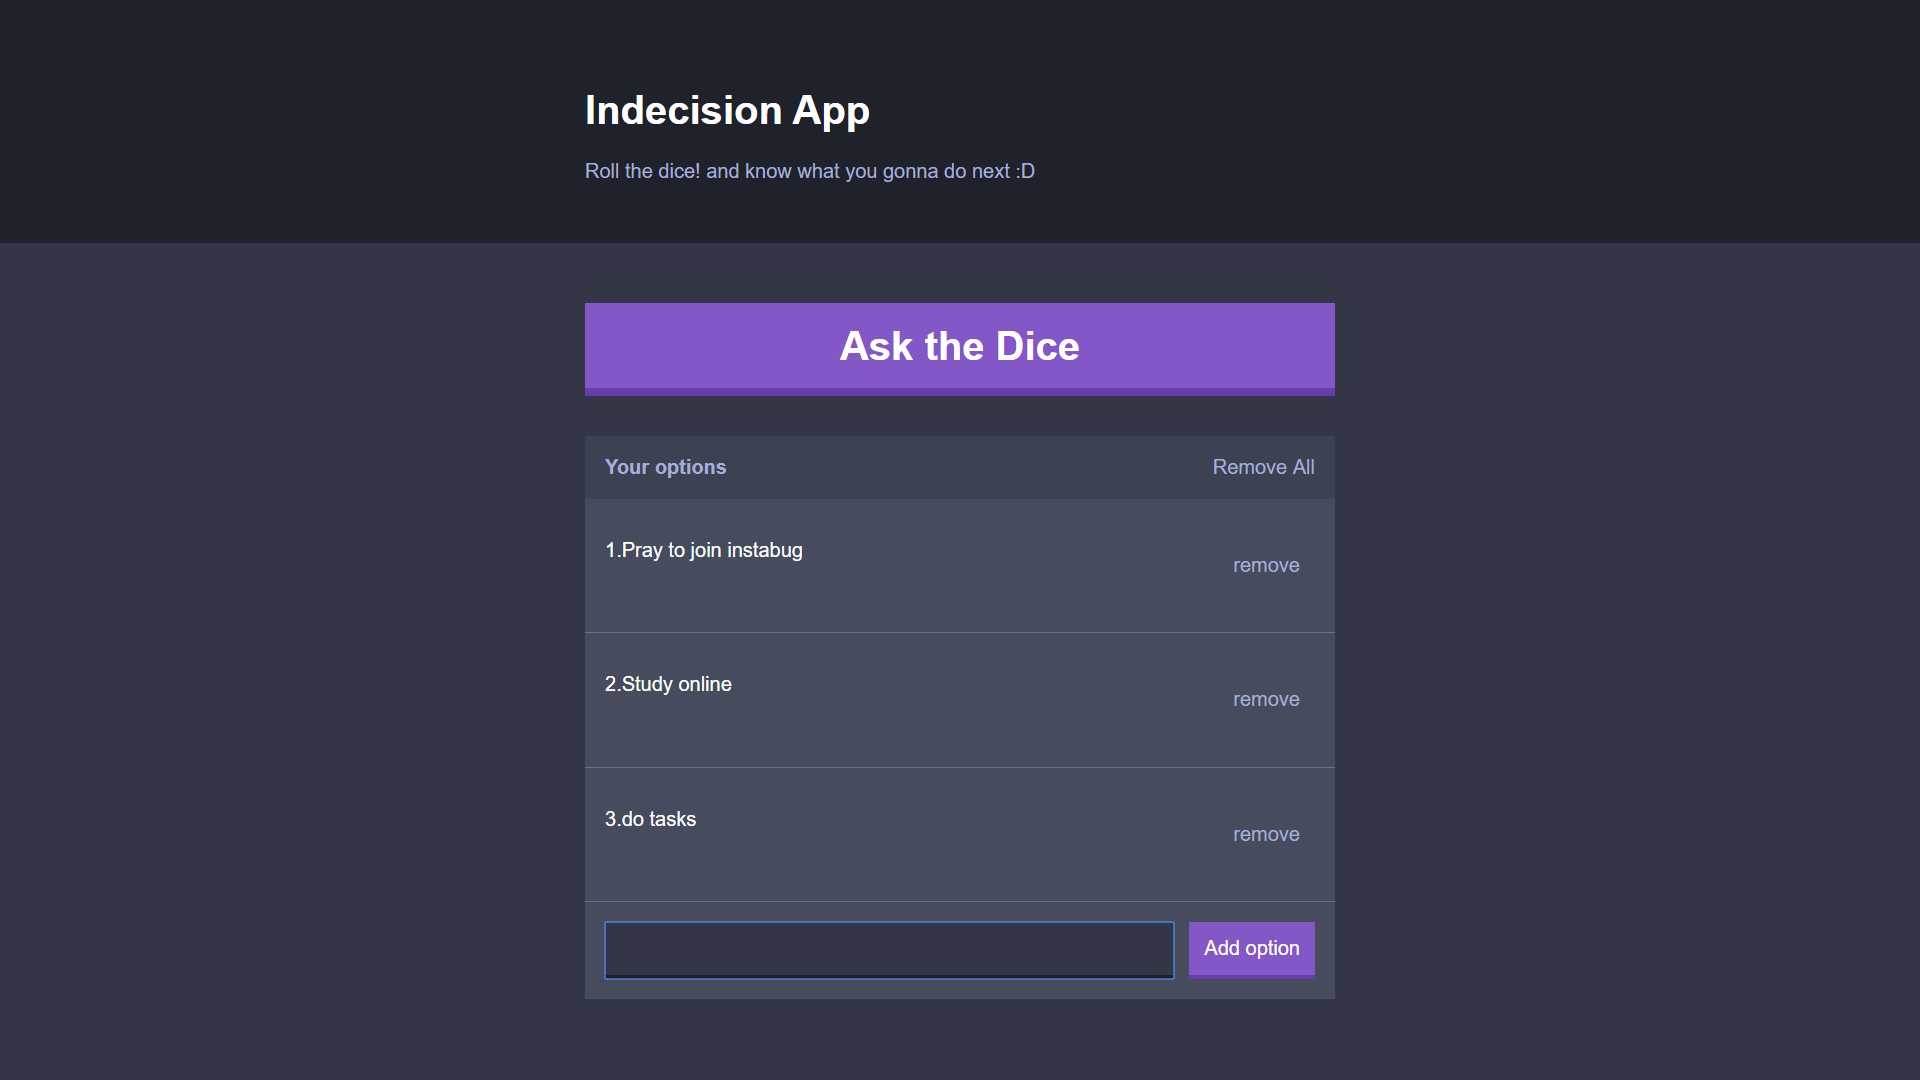 Indecision App
Roll the dice! and know what you gonna do next :D
Ask the Dice
Your options
Remove All
1.Pray to join instabug
remove
2.Study online
remove
3.do tasks
remove
Add option